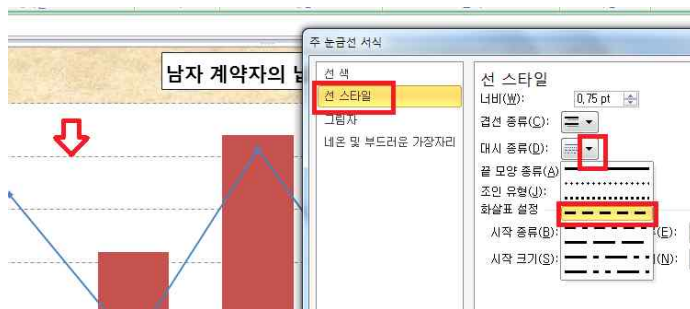 주 눈금선 서식
남자 계약자의
선 색
선 스타일
그림자
네온 및 부드러운 가장자리
선 스타일
너비(W): 0,75 pt
겹선 종류(C):
대시 종류(D):
끝 모양 종류(A)
조인 유형(J):
화살표 설정
시작 종류(B): (E):
시작 크기(S): (N):